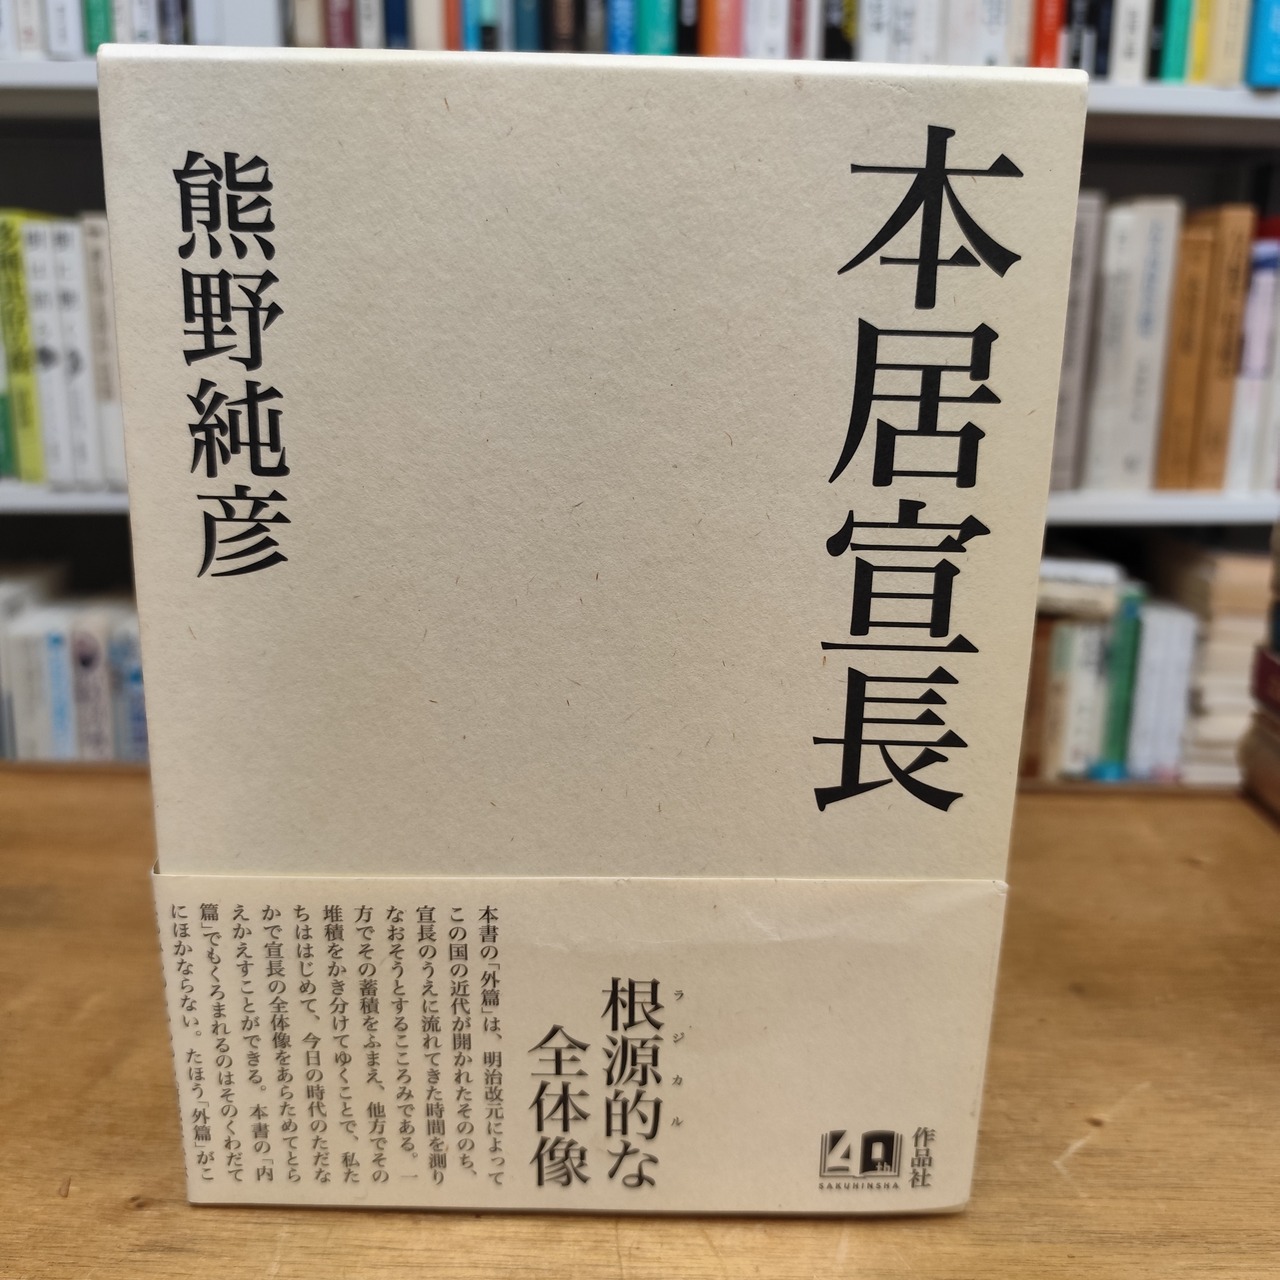 本居宣長
熊野純彦
ラジカル
根源的な
全体像
本書の「外篇」は、明治改元によって
この国の近代が開かれたそののち、
宣長のうえに流れてきた時間を測り
なおそうとするこころみである。一
方でその蓄積をふまえ、他方でその
堆積をかき分けてゆくことで、私た
ちははじめて、今日の時代のただな
かで宣長の全体像をあらためてとら
えかえすことができる。本書の「内
篇」でもくろまれるのはそのくわだて
にほかならない。たほう「外篇」がこ
作品社
40th
SAKUHINSHA